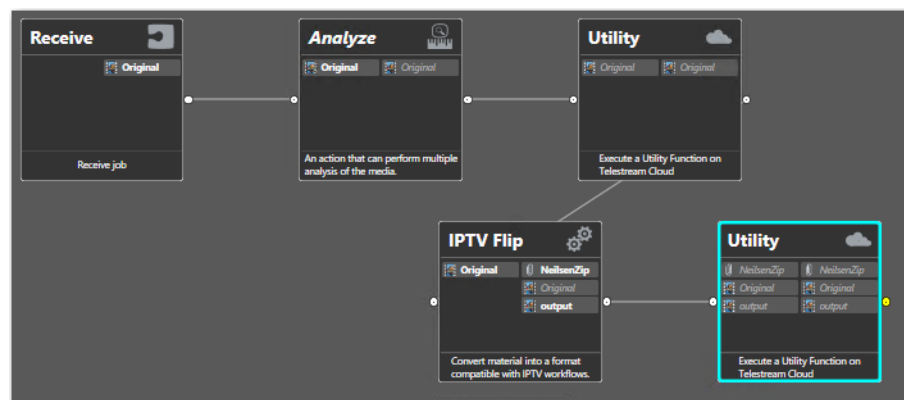 Receive
Original
Receive job
Analyze
Original Original
An action that can perform multiple
analysis of the media.
Utility
Original Original
Execute a Utility Function on
Telestream Cloud
IPTV Flip
Original NeilsenZip
Original
output
Convert material into a format
compatible with IPTV workflows.
Utility
NeilsenZip NeilsenZip
Original Original
output output
Execute a Utility Function on
Telestream Cloud